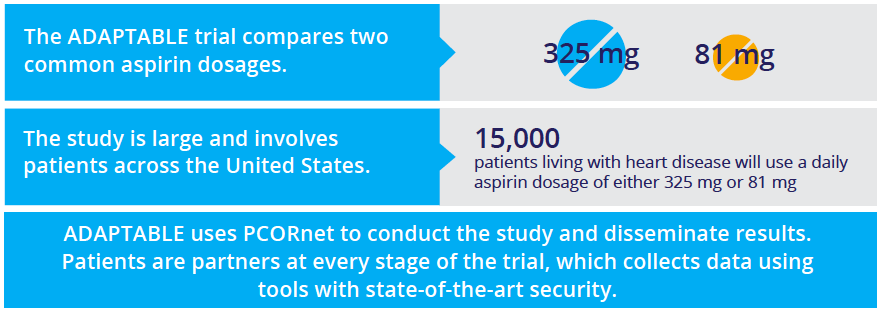 The ADAPTABLE trial compares two
common aspirin dosages.
325 mg
81 mg
The study is large and involves
patients across the United States.
15,000
patients living with heart disease will use a daily
aspirin dosage of either 325 mg or 81 mg
ADAPTABLE uses PCORnet to conduct the study and disseminate results.
Patients are partners at every stage of the trial, which collects data using
tools with state-of-the-art security.